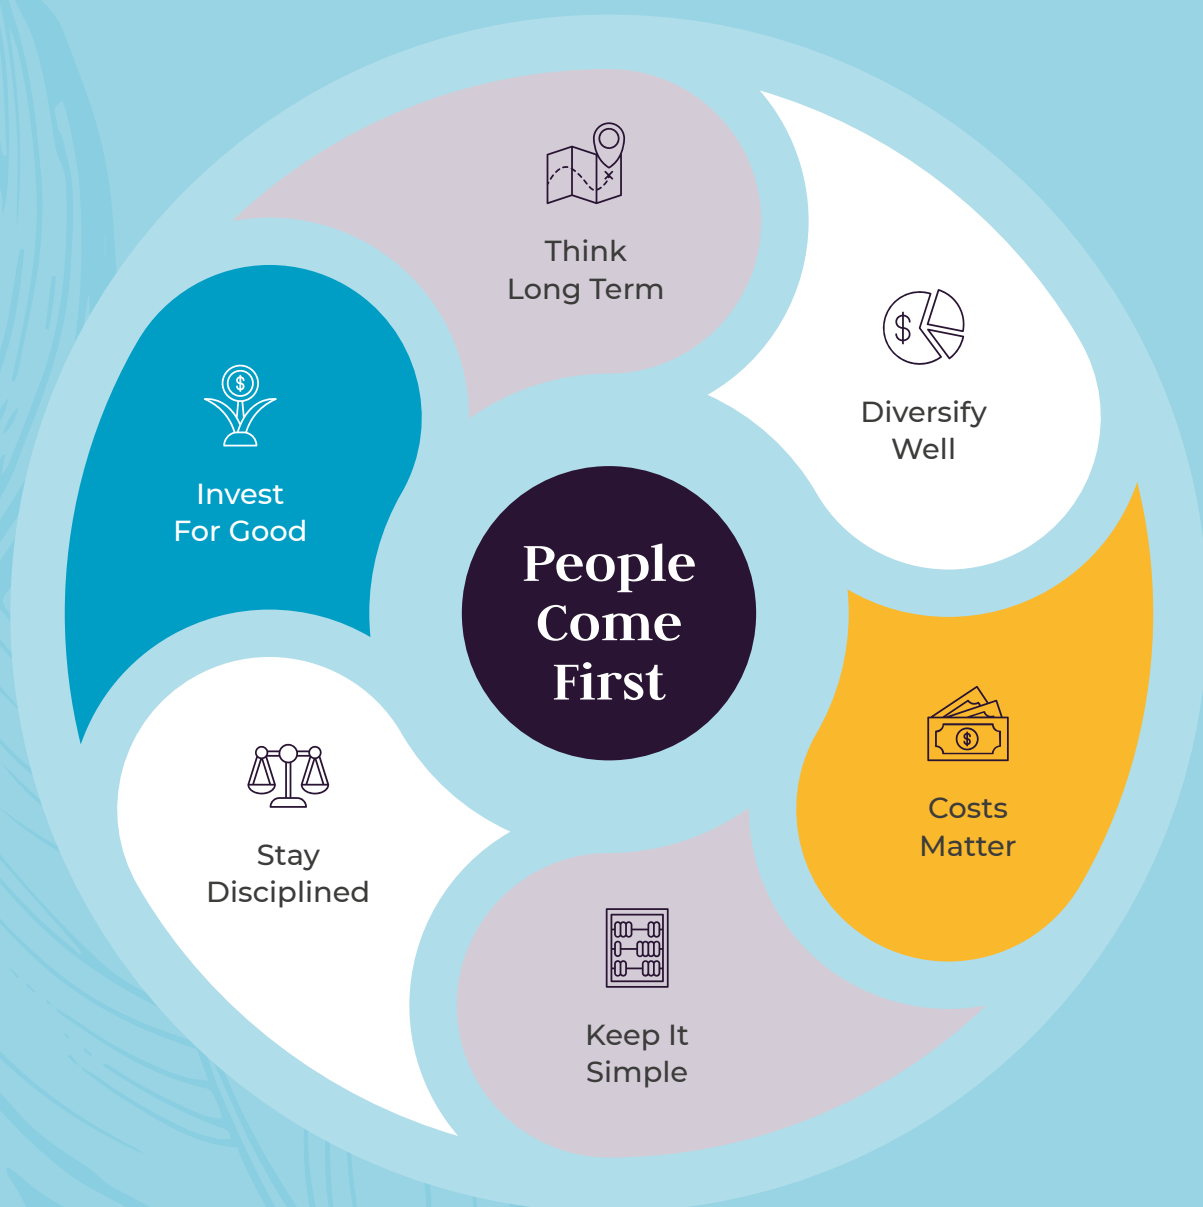 Think
Long Term
Diversify
Well
Costs
Matter
Keep It
Simple
Stay
Disciplined
Invest
For Good
People
Come
First